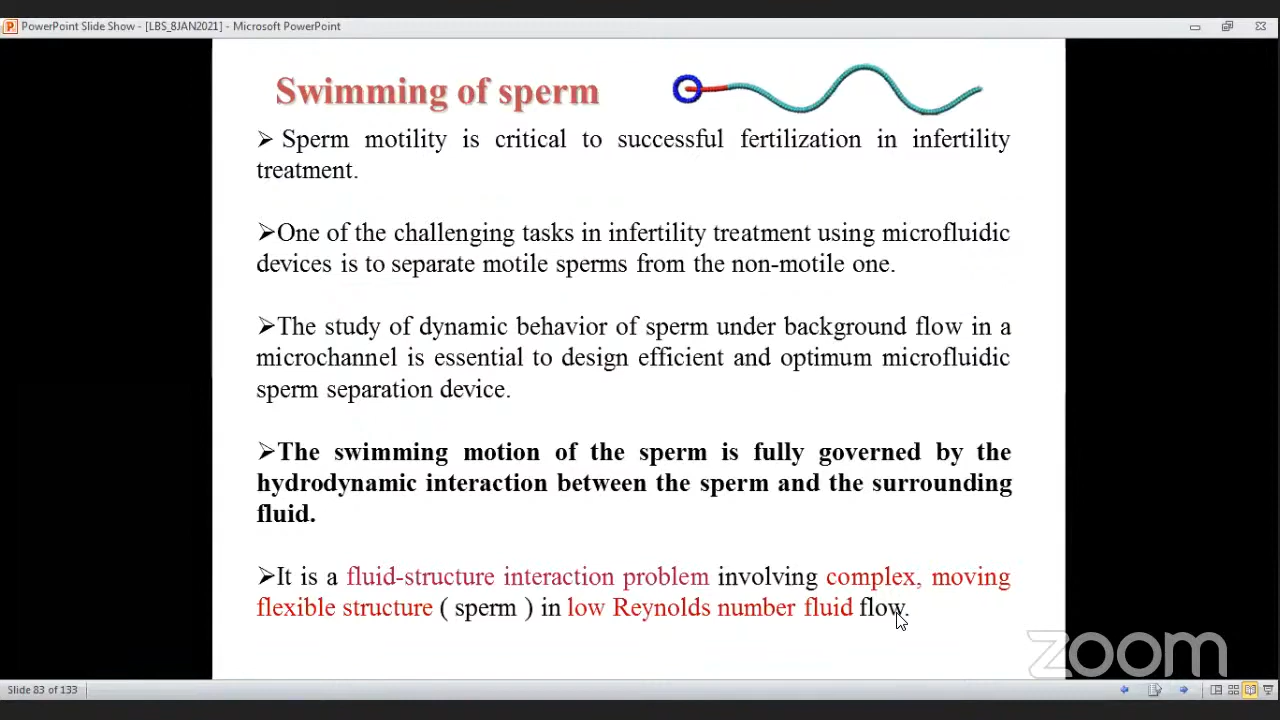 PowerPoint Slide Show - [LBS_8JAN2021] - Microsoft PowerPoint
Swimming of sperm
➢ Sperm motility is critical to successful fertilization in infertility
treatment.
➢One of the challenging tasks in infertility treatment using microfluidic
devices is to separate motile sperms from the non-motile one.
➢The study of dynamic behavior of sperm under background flow in a
microchannel is essential to design efficient and optimum microfluidic
sperm separation device.
➢The swimming motion of the sperm is fully governed by the
hydrodynamic interaction between the sperm and the surrounding
fluid.
➢It is a fluid-structure interaction problem involving complex, moving
flexible structure ( sperm ) in low Reynolds number fluid flow.
zoom
Slide 83 of 133